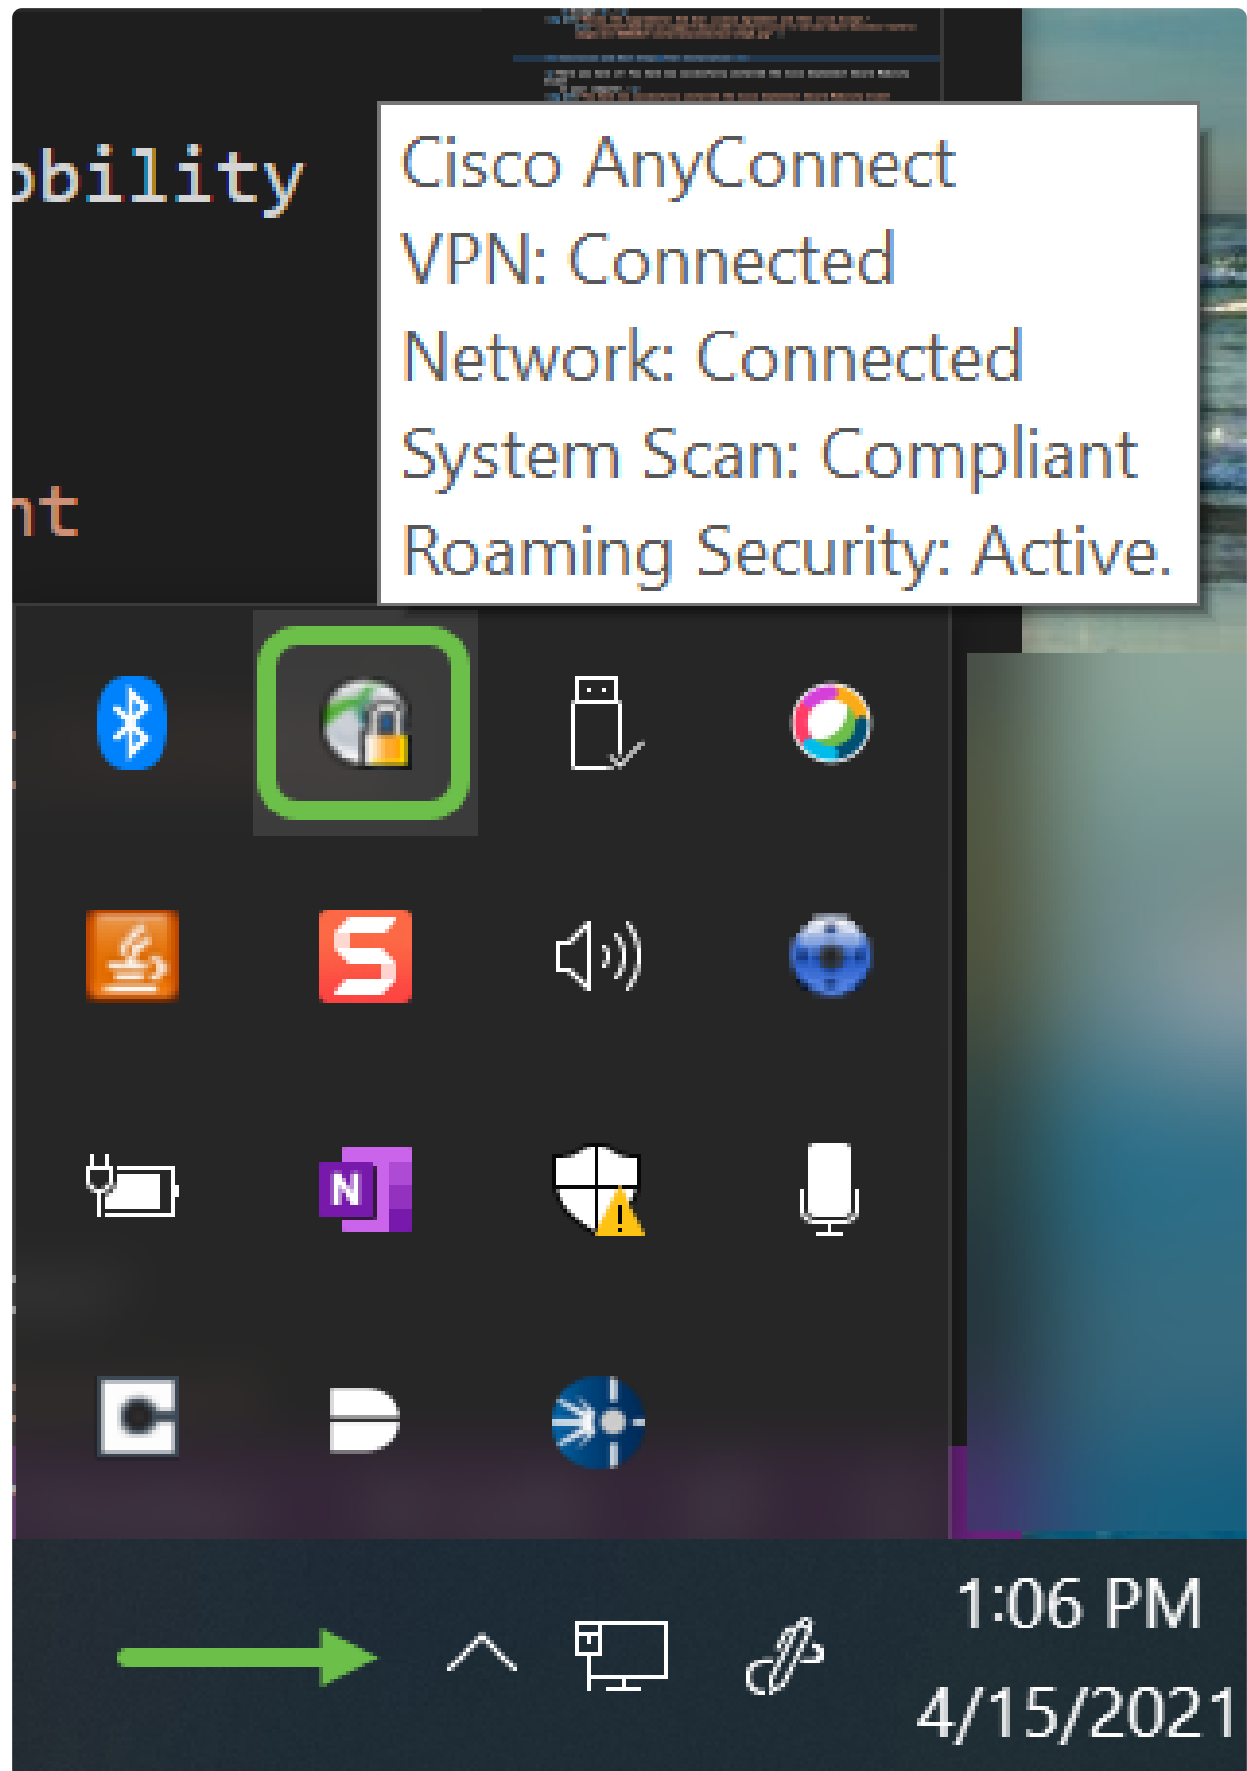 obility
Cisco AnyConnect
VPN: Connected
Network: Connected
System Scan: Compliant
Roaming Security: Active.
nt
N
1:06 PM
4/15/2021